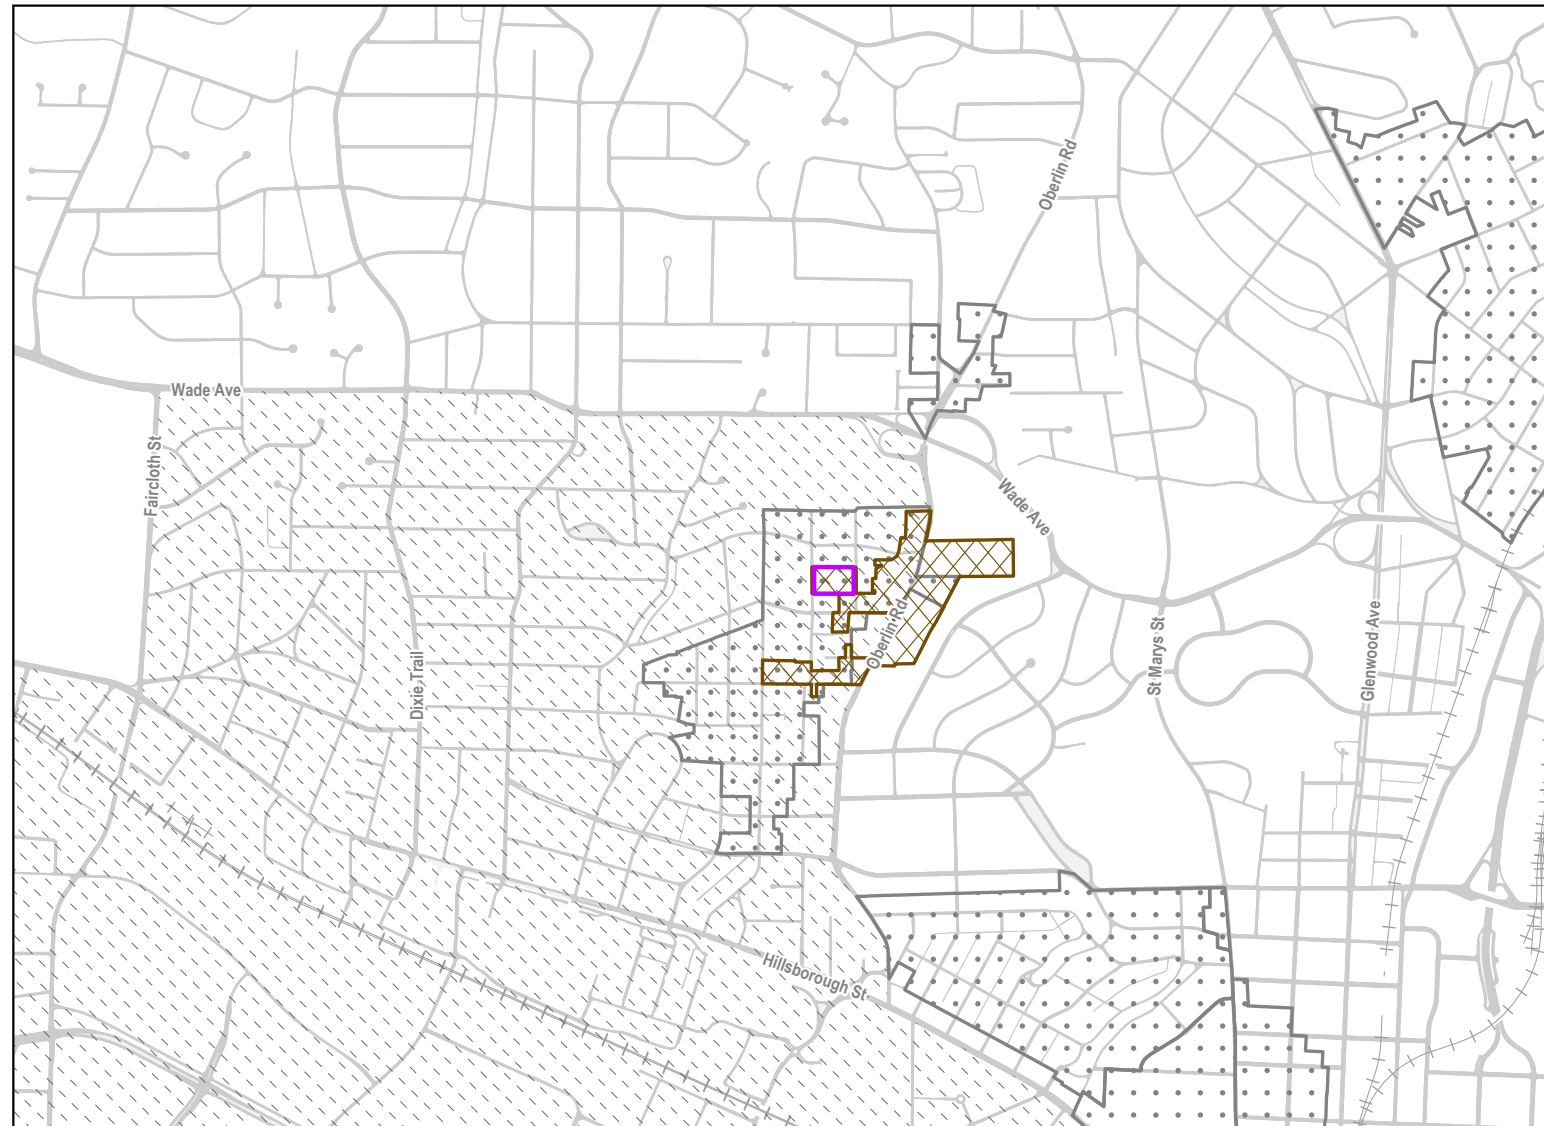 Oberlin Rd
Wade Ave
Faircloth St
Wade Ave
Oberlin Rd
Dixie Trail
St Marys St
Glenwood Ave
Hillsborough St